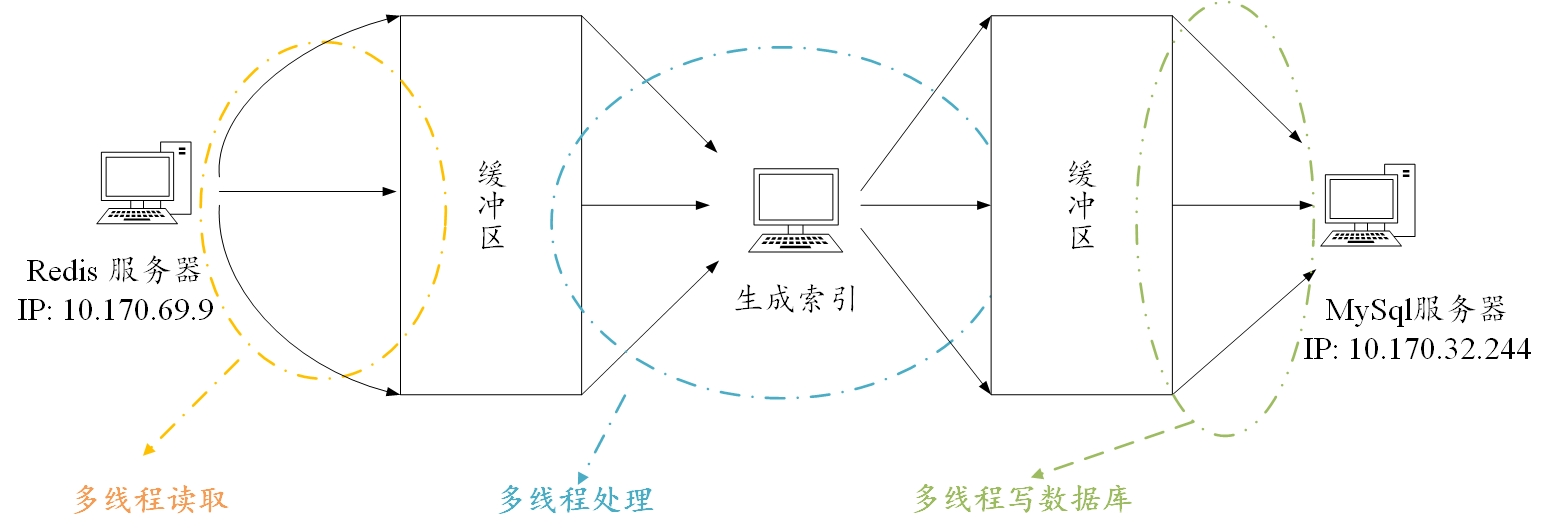 Redis 服务器
IP: 10.170.69.9
缓冲区
生成索引
缓冲区
MySql服务器
IP: 10.170.32.244
多线程读取
多线程处理
多线程写数据库